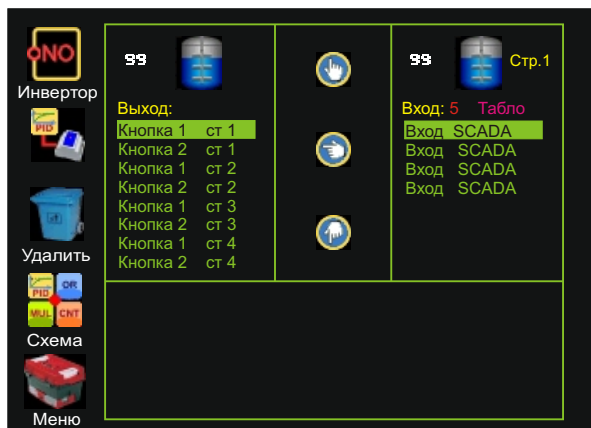 NO
Инвертор
PID
Удалить
PID OR
MUL CNT
Схема
Меню
99
Выход:
Кнопка 1 ст 1
Кнопка 2 ст 1
Кнопка 1 ст 2
Кнопка 2 ст 2
Кнопка 1 ст 3
Кнопка 2 ст 3
Кнопка 1 ст 4
Кнопка 2 ст 4
99 Стр.1
Вход: 5 Табло
Вход SCADA
Вход SCADA
Вход SCADA
Вход SCADA